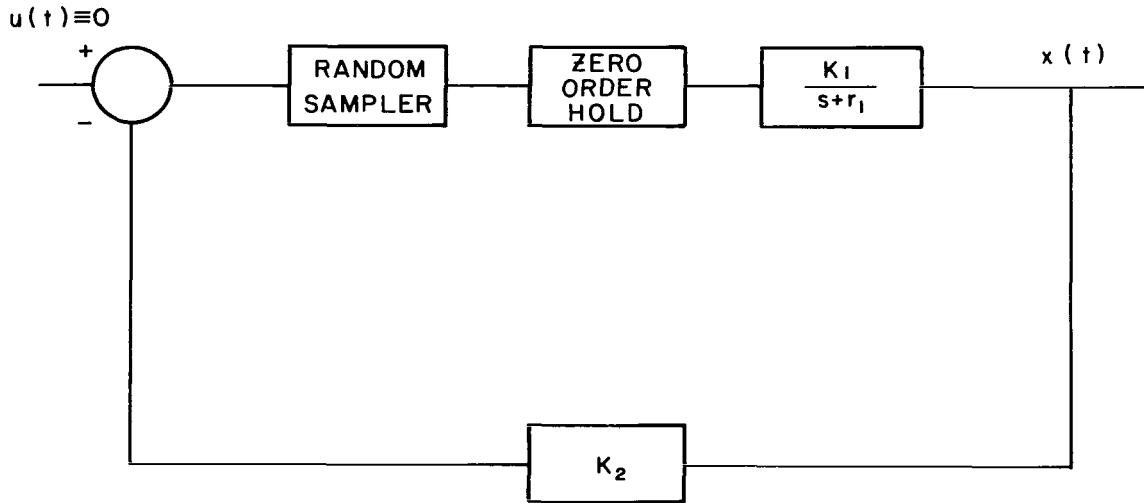 u(t)≡0
+
−
RANDOM
SAMPLER
ZERO
ORDER
HOLD
K₁
s+r₁
x(t)
K₂